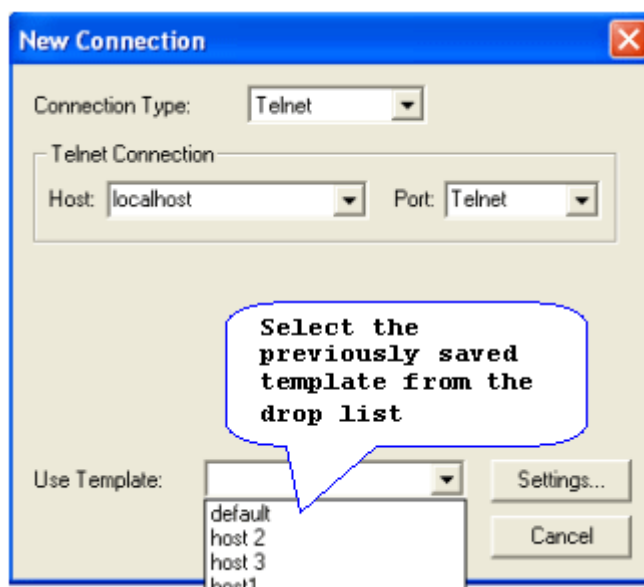 New Connection
Connection Type: Telnet
Telnet Connection
Host: localhost Port: Telnet
Select the
previously saved
template from the
drop list
Use Template: Settings...
default
host 2
host 3
host1
Cancel